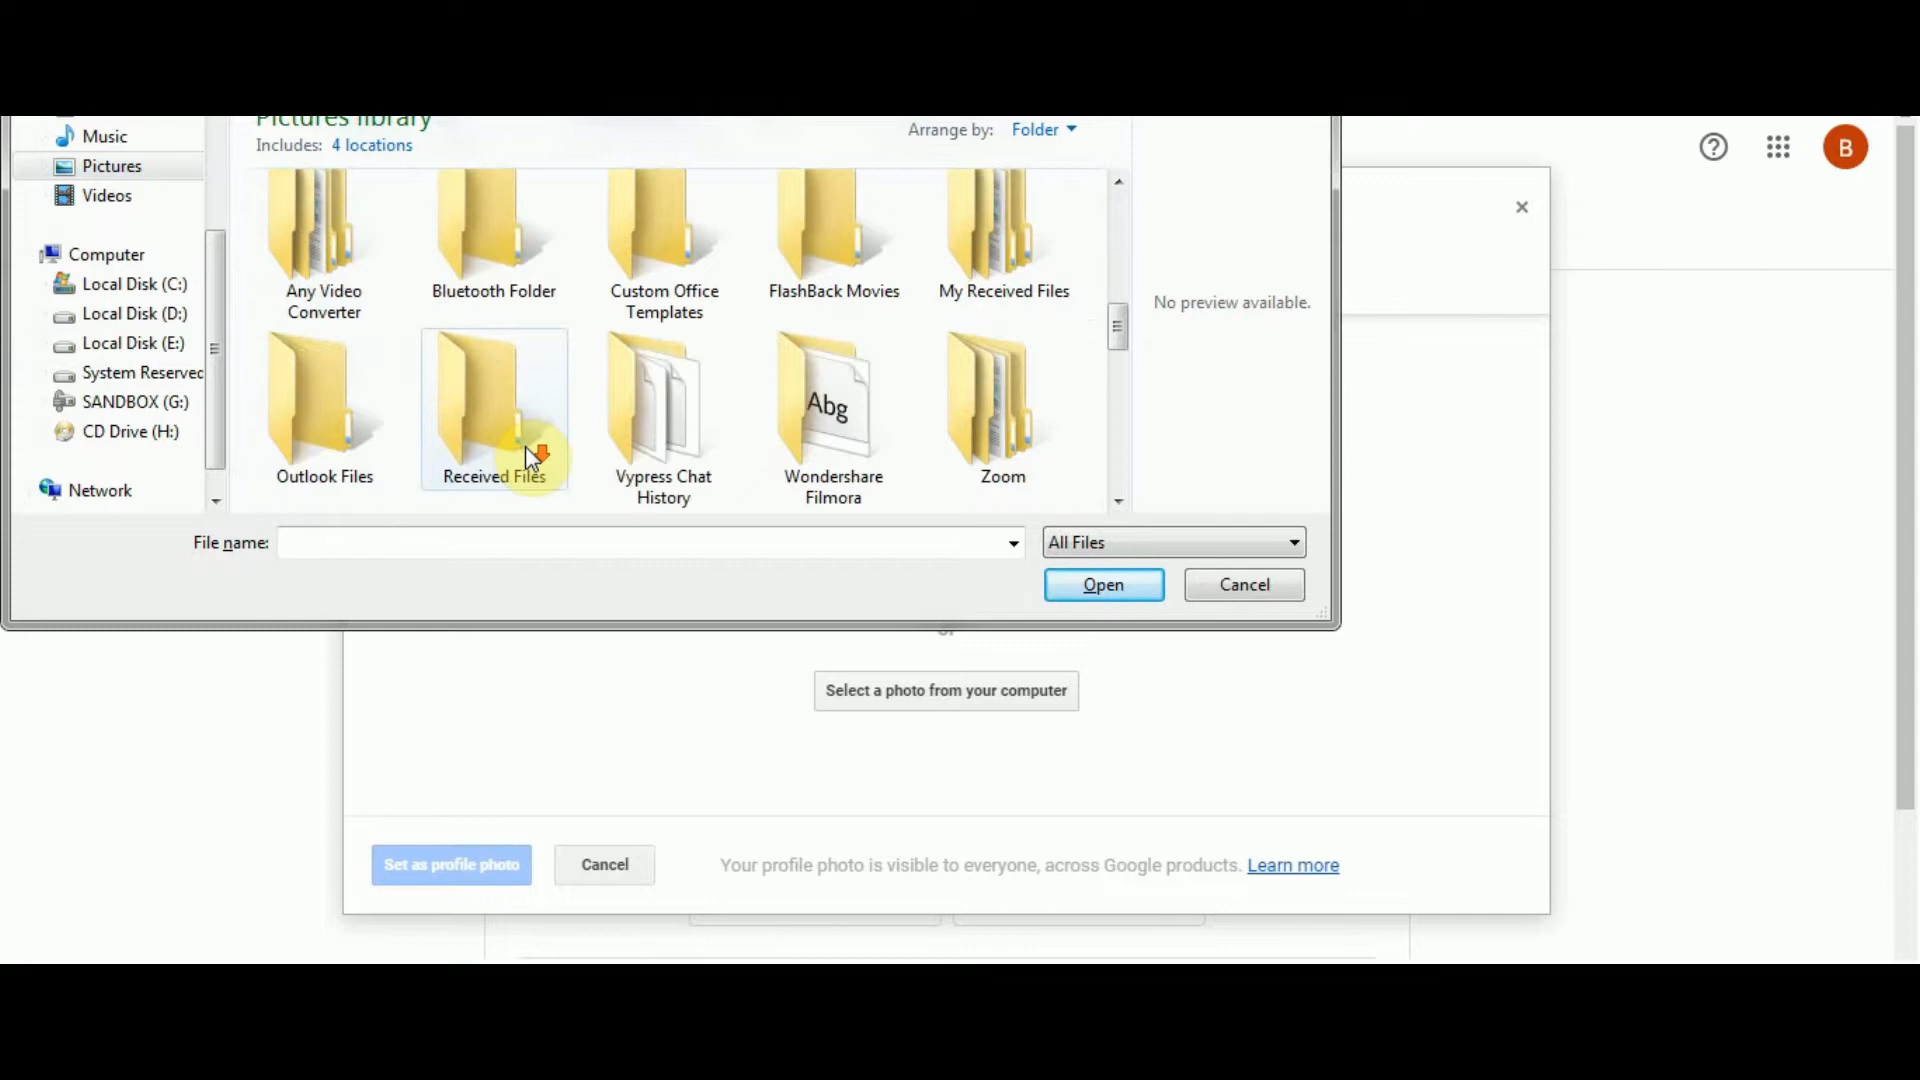 Pictures library
Includes: 4 locations
Arrange by: Folder
Music
Pictures
Videos
Computer
Local Disk (C:)
Local Disk (D:)
Local Disk (E:)
System Reserved
SANDBOX (G:)
CD Drive (H:)
Network
Any Video
Converter
Bluetooth Folder
Custom Office
Templates
FlashBack Movies
My Received Files
Outlook Files
Received Files
Vypress Chat
History
Abg
Wondershare
Filmora
Zoom
No preview available.
B
File name:
All Files
Open
Cancel
or
Select a photo from your computer
Set as profile photo
Cancel
Your profile photo is visible to everyone, across Google products. Learn more